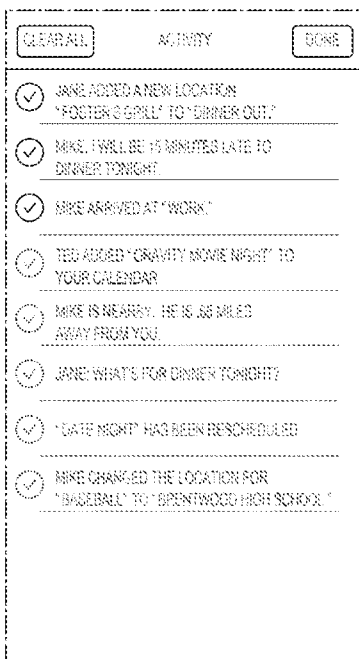 CLEAR ALL ACTIVITY DONE
JANE ADDED A NEW LOCATION
"FOSTER'S GRILL" TO "DINNER OUT."
MIKE, I WILL BE 15 MINUTES LATE TO
DINNER TONIGHT.
MIKE ARRIVED AT "WORK."
TED ADDED "GRAVITY MOVIE NIGHT" TO
YOUR CALENDAR
MIKE IS NEARBY. HE IS .86 MILES
AWAY FROM YOU.
JANE: WHAT'S FOR DINNER TONIGHT?
"DATE NIGHT" HAS BEEN RESCHEDULED
MIKE CHANGED THE LOCATION FOR
"BASEBALL" TO "BRENTWOOD HIGH SCHOOL."